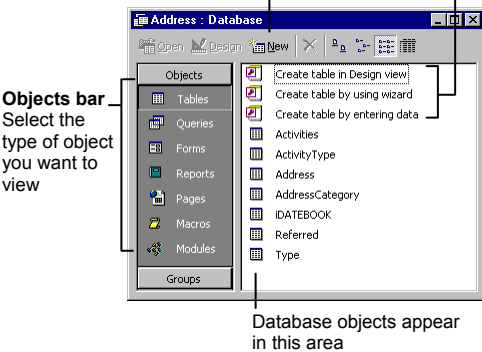 Address : Database
Open Design New
Objects
Tables
Queries
Forms
Reports
Pages
Macros
Modules
Groups
Create table in Design view
Create table by using wizard
Create table by entering data
Activities
ActivityType
Address
AddressCategory
iDATEBOOK
Referred
Type
Objects bar
Select the
type of object
you want to
view
Database objects appear
in this area